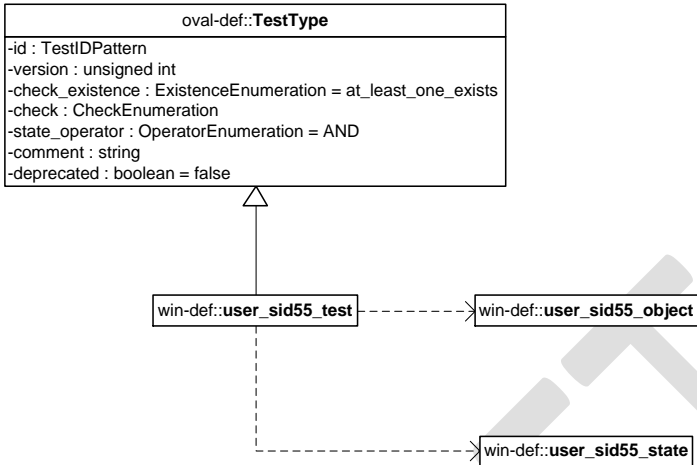 oval-def::TestType
-id : TestIDPattern
-version : unsigned int
-check_existence : ExistenceEnumeration = at_least_one_exists
-check : CheckEnumeration
-state_operator : OperatorEnumeration = AND
-comment : string
-deprecated : boolean = false
win-def::user_sid55_test
win-def::user_sid55_object
win-def::user_sid55_state